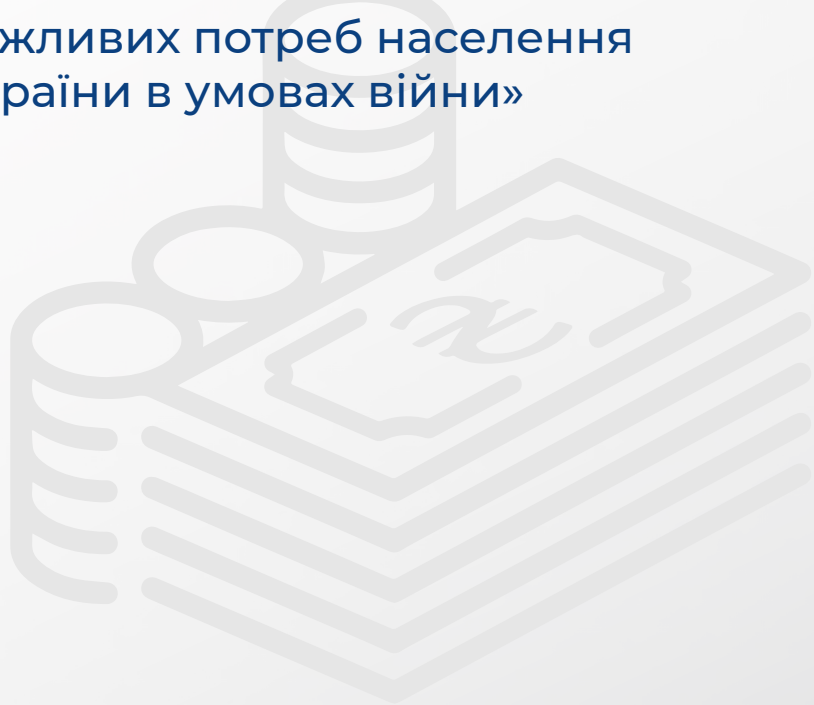 жливих потреб населення
раїни в умовах війни»